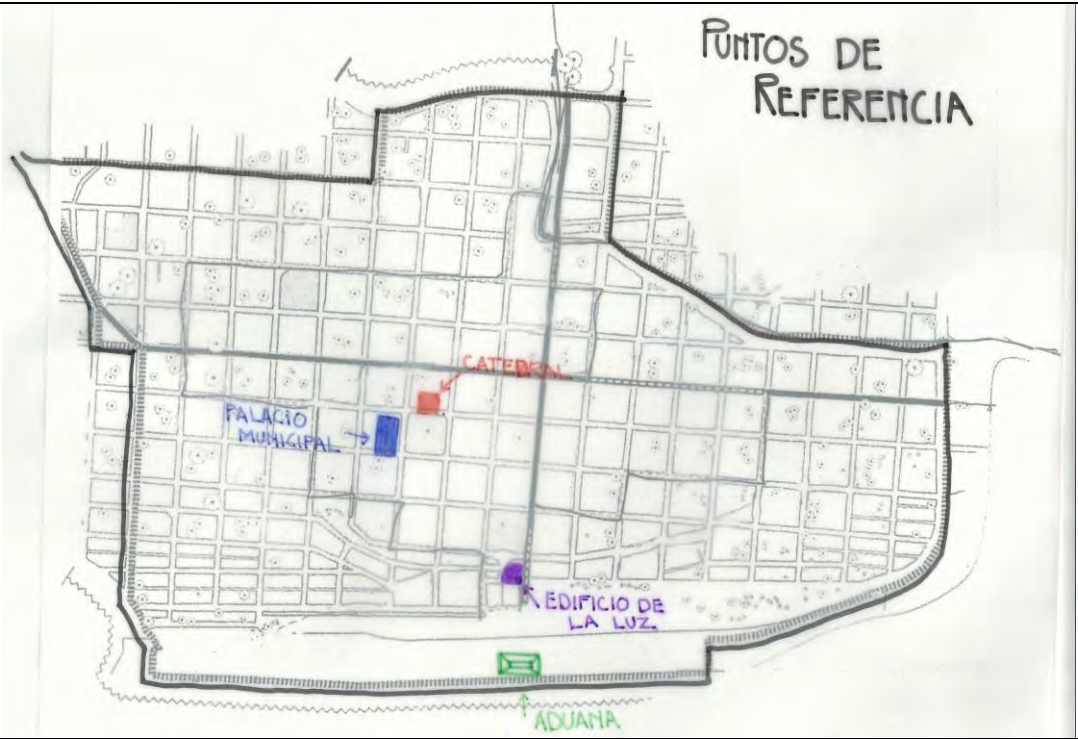 PUNTOS DE
REFERENCIA
CATEDRAL
PALACIO
MUNICIPAL
EDIFICIO DE
LA LUZ.
ADUANA